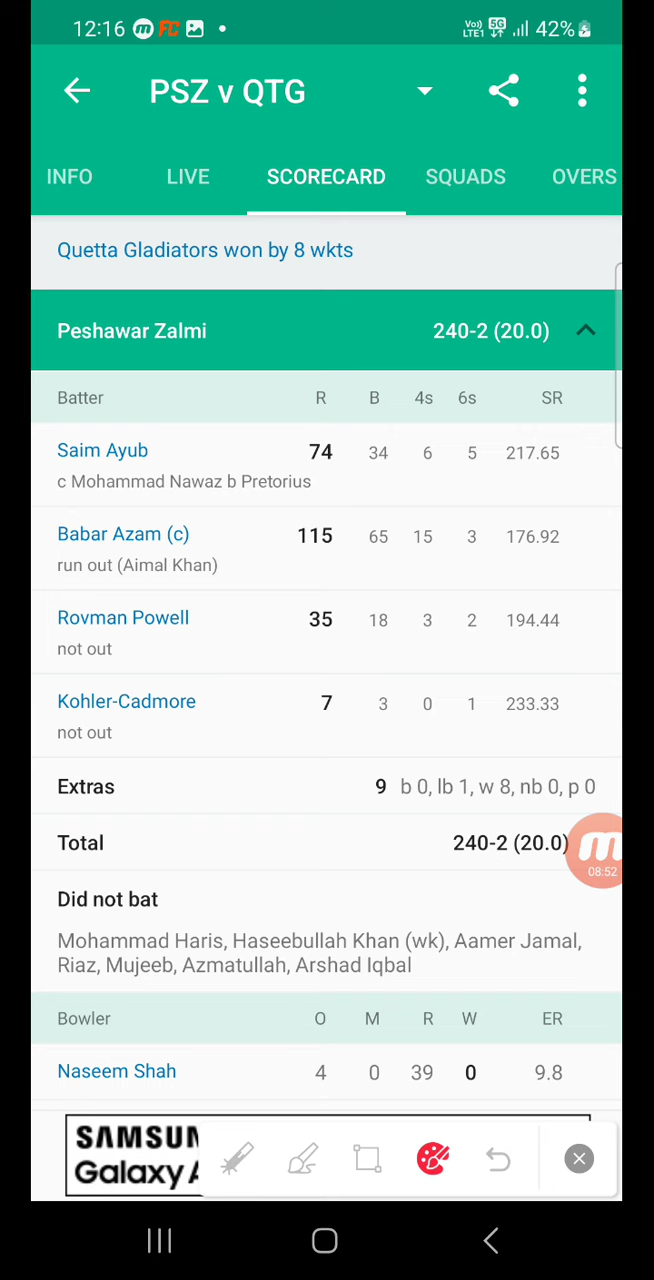 12:16 m FC Vo)) LTE1 5G 42%
PSZ v QTG
INFO LIVE SCORECARD SQUADS OVERS
Quetta Gladiators won by 8 wkts
Peshawar Zalmi 240-2 (20.0)
Batter R B 4s 6s SR
Saim Ayub 74 34 6 5 217.65
c Mohammad Nawaz b Pretorius
Babar Azam (c) 115 65 15 3 176.92
run out (Aimal Khan)
Rovman Powell 35 18 3 2 194.44
not out
Kohler-Cadmore 7 3 0 1 233.33
not out
Extras 9 b 0, lb 1, w 8, nb 0, p 0
Total 240-2 (20.0)
m
08:52
Did not bat
Mohammad Haris, Haseebullah Khan (wk), Aamer Jamal,
Riaz, Mujeeb, Azmatullah, Arshad Iqbal
Bowler O M R W ER
Naseem Shah 4 0 39 0 9.8
Galaxy